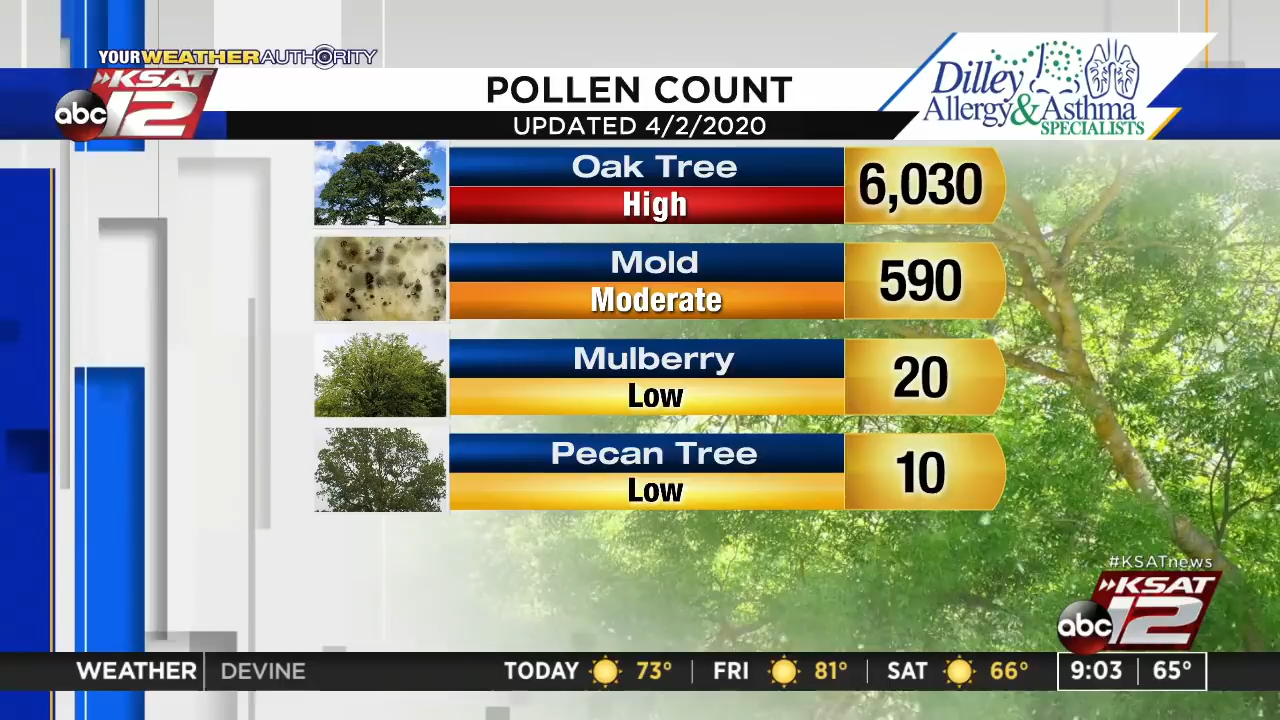 YOUR WEATHER AUTHORITY
KSAT
abc 12
POLLEN COUNT
UPDATED 4/2/2020
Dilley
Allergy & Asthma
SPECIALISTS
Oak Tree
High
6,030
Mold
Moderate
590
Mulberry
Low
20
Pecan Tree
Low
10
#KSATnews
KSAT
abc 12
WEATHER DEVINE TODAY 73° FRI 81° SAT 66° 9:03 65°